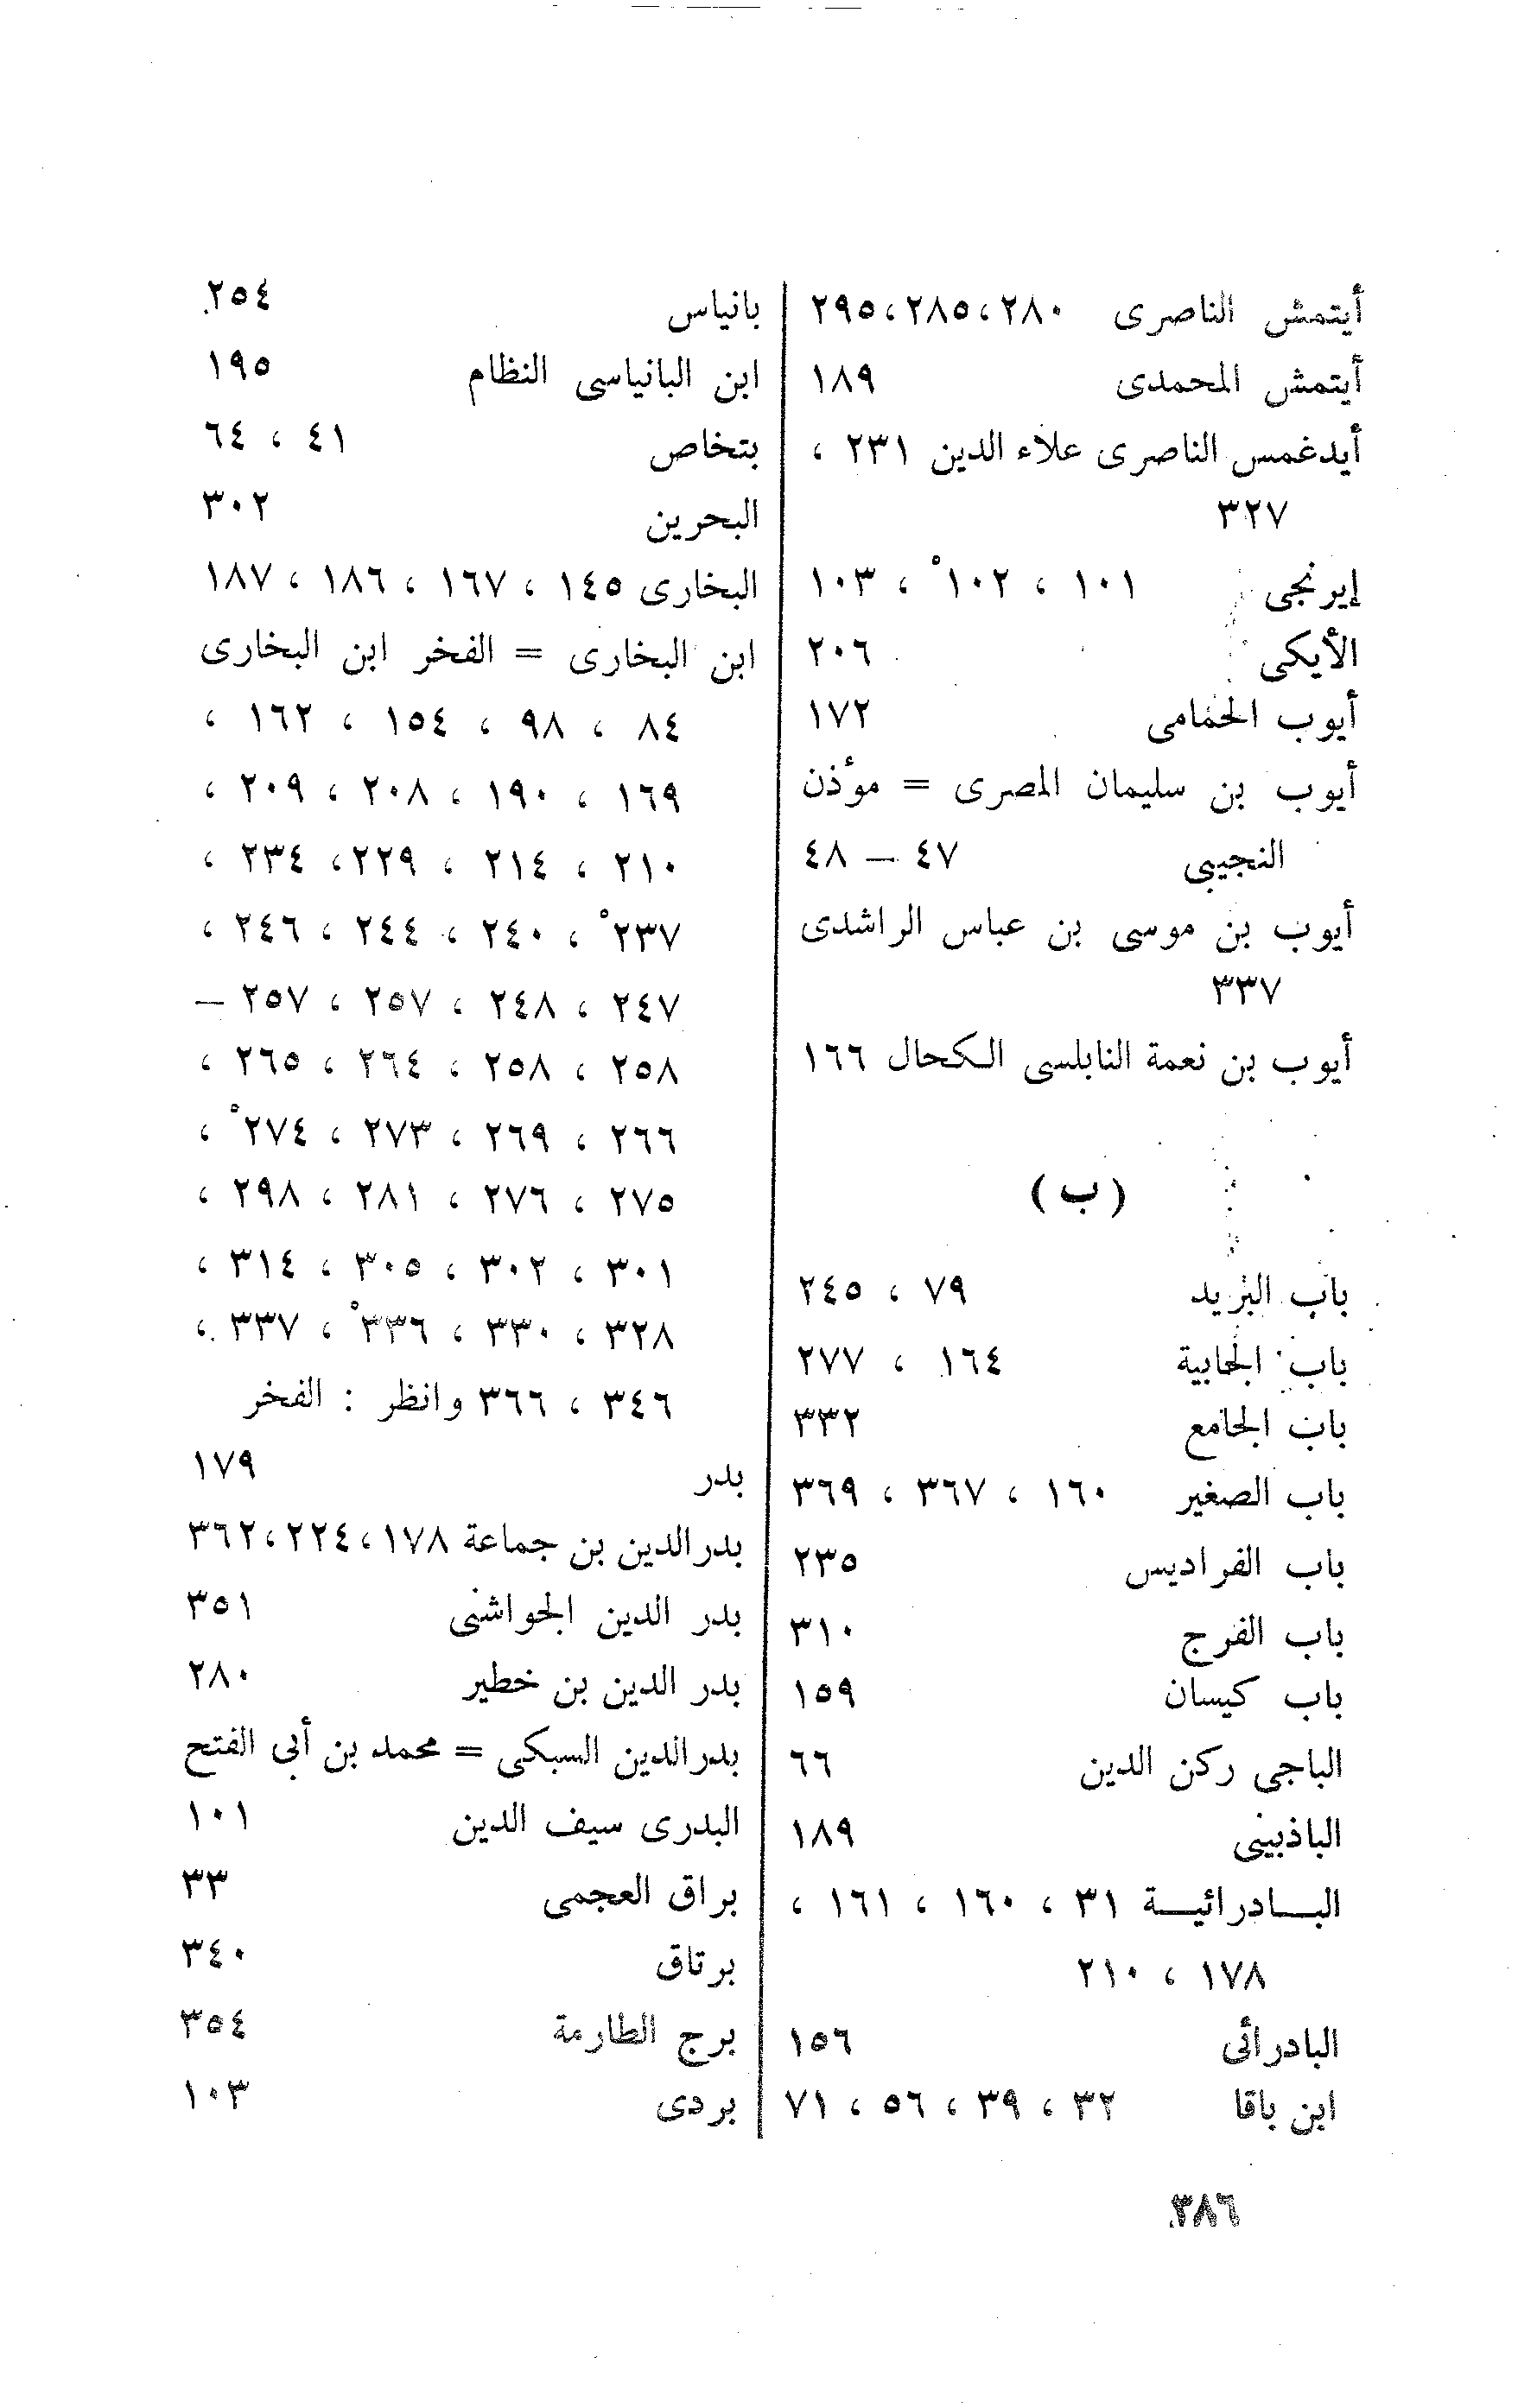 أيتمش الناصرى ٢٨٠،٢٨٥،٢٩٥
أيتمش المحمدى ١٨٩
أيدغمس الناصرى علاء الدين ٢٣١ ،
٣٢٧
إيرنجى ١٠١ ، ١٠٢ْ ، ١٠٣
الأيكى ٢٠٦
أيوب الحمامى ١٧٢
أيوب بن سليمان المصرى = مؤذن
النجيبى ٤٧ – ٤٨
أيوب بن موسى بن عباس الراشدى
٣٣٧
أيوب بن نعمة النابلسى الكحال ١٦٦
( ب )
باب البريد ٧٩ ، ٢٤٥
باب الجابية ١٦٤ ، ٢٧٧
باب الجامع ٣٣٢
باب الصغير ١٦٠ ، ٣٦٧ ، ٣٦٩
باب الفراديس ٢٣٥
باب الفرج ٣١٠
باب كيسان ١٥٩
الباجى ركن الدين ٦٦
الباذبينى ١٨٩
البـــادرائيــة ٣١ ، ١٦٠ ، ١٦١ ،
١٧٨ ، ٢١٠
البادرائى ١٥٦
ابن باقا ٣٢ ، ٣٩ ، ٥٦ ، ٧١
بانياس ٢٥٤
ابن البانياسى النظام ١٩٥
بتخاص ٤١ ، ٦٤
البحرين ٣٠٢
البخارى ١٤٥ ، ١٦٧ ، ١٨٦ ، ١٨٧
ابن البخارى = الفخر ابن البخارى
٨٤ ، ٩٨ ، ١٥٤ ، ١٦٢ ،
١٦٩ ، ١٩٠ ، ٢٠٨ ، ٢٠٩ ،
٢١٠ ، ٢١٤ ، ٢٢٩، ٢٣٤ ،
٢٣٧ْ ، ٢٤٠ ، ٢٤٤ ، ٢٤٦ ،
٢٤٧ ، ٢٤٨ ، ٢٥٧ ، ٢٥٧ –
٢٥٨ ، ٢٥٨ ، ٢٦٤ ، ٢٦٥ ،
٢٦٦ ، ٢٦٩ ، ٢٧٣ ، ٢٧٤ْ ،
٢٧٥ ، ٢٧٦ ، ٢٨١ ، ٢٩٨ ،
٣٠١ ، ٣٠٢ ، ٣٠٥ ، ٣١٤ ،
٣٢٨ ، ٣٣٠ ، ٣٣٦ْ ، ٣٣٧ ،
٣٤٦ ، ٣٦٦ وانظر : الفخر
بدر ١٧٩
بدرالدين بن جماعة ١٧٨،٢٢٤،٣٦٢
بدر الدين الجواشنى ٣٥١
بدر الدين بن خطير ٢٨٠
بدرالدين السبكى = محمد بن أبى الفتح
البدرى سيف الدين ١٠١
براق العجمى ٣٣
برتاق ٣٤٠
برج الطارمة ٣٥٤
بردى ١٠٣
٣٨٦